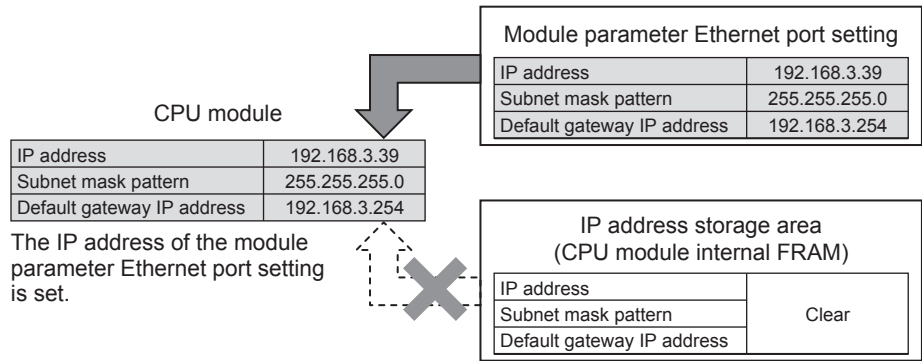 Module parameter Ethernet port setting
IP address 192.168.3.39
Subnet mask pattern 255.255.255.0
Default gateway IP address 192.168.3.254
CPU module
IP address 192.168.3.39
Subnet mask pattern 255.255.255.0
Default gateway IP address 192.168.3.254
The IP address of the module
parameter Ethernet port setting
is set.
IP address storage area
(CPU module internal FRAM)
IP address
Subnet mask pattern Clear
Default gateway IP address